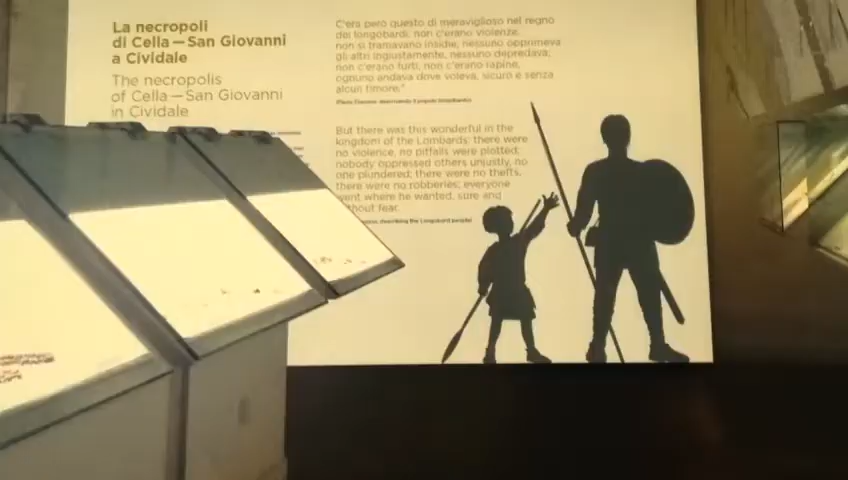 La necropoli
di Cella — San Giovanni
a Cividale
The necropolis
of Cella — San Giovanni
in Cividale
C'era però questo di meraviglioso nel regno
dei longobardi, non c'erano violenze,
non si tramavano insidie, nessuno opprimeva
gli altri ingiustamente, nessuno depredava;
non c'erano furti, non c'erano rapine,
ognuno andava dove voleva, sicuro e senza
alcun timore."
But there was this wonderful in the
kingdom of the Lombards: there were
no violence, no pitfalls were plotted;
nobody oppressed others unjustly, no
one plundered; there were no thefts,
there were no robberies; everyone
went where he wanted, sure and
without fear.
describing the Longobard people)